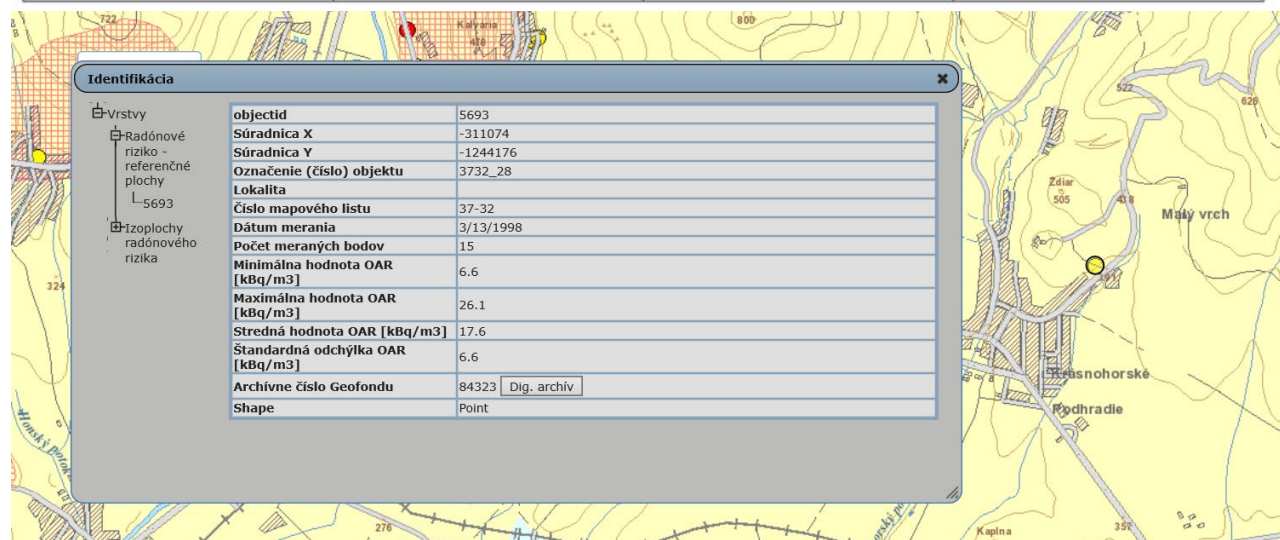 722
Kalvaria
478
800
Identifikácia
Vrstvy
Radónové
riziko -
referenčné
plochy
5693
Izoplochy
radónového
rizika
objectid 5693
Súradnica X -311074
Súradnica Y -1244176
Označenie (číslo) objektu 3732_28
Lokalita
Číslo mapového listu 37-32
Dátum merania 3/13/1998
Počet meraných bodov 15
Minimálna hodnota OAR
[kBq/m3] 6.6
Maximálna hodnota OAR
[kBq/m3] 26.1
Stredná hodnota OAR [kBq/m3] 17.6
Štandardná odchýlka OAR
[kBq/m3] 6.6
Archívne číslo Geofondu 84323 Dig. archív
Shape Point
522
626
Ždiar
505
438
Malý vrch
324
Krásnohorské
Podhradie
Honský potok
276
Kaplna
357